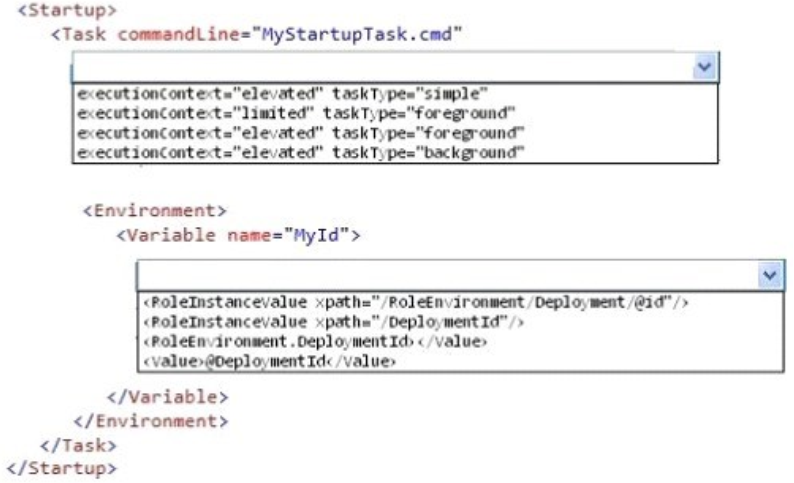 <Startup>
<Task commandLine="MyStartupTask.cmd"
executionContext="elevated" taskType="simple"
executionContext="limited" taskType="foreground"
executionContext="elevated" taskType="foreground"
executionContext="elevated" taskType="background"
<Environment>
<Variable name="MyId">
<RoleInstanceValue xpath="/RoleEnvironment/Deployment/@id"/>
<RoleInstanceValue xpath="/DeploymentId"/>
<RoleEnvironment.DeploymentId></Value>
<Value>@DeploymentId</Value>
</Variable>
</Environment>
</Task>
</Startup>